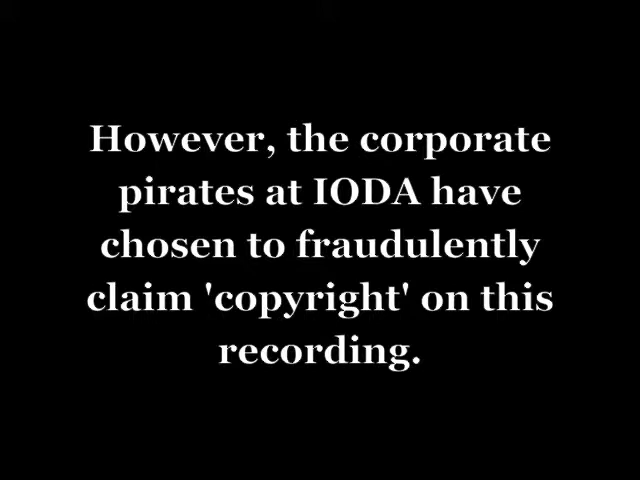 However, the corporate
pirates at IODA have
chosen to fraudulently
claim 'copyright' on this
recording.